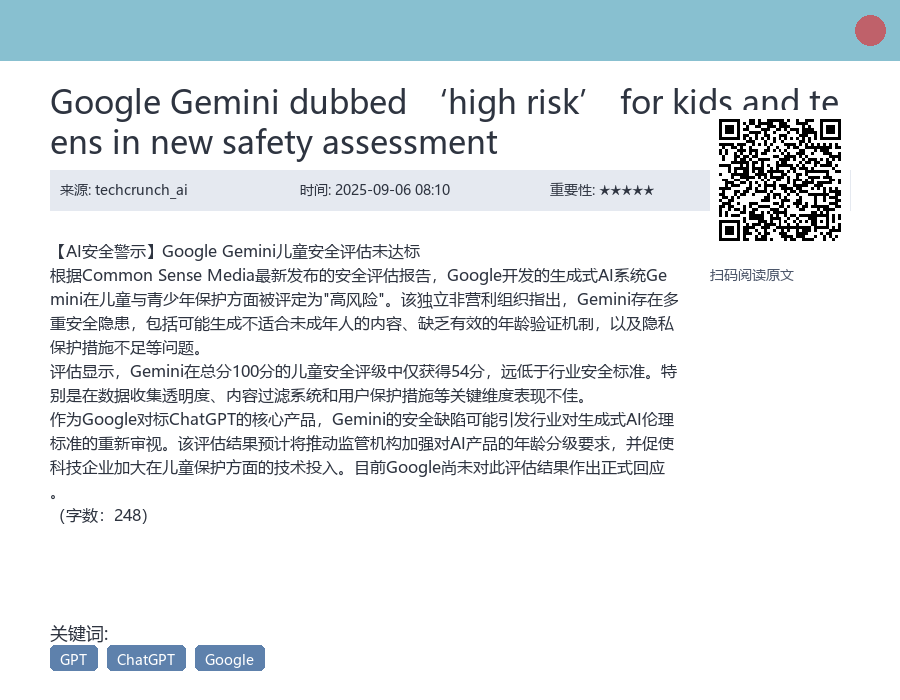 Google Gemini dubbed ‘high risk’ for kids and te
ens in new safety assessment
来源: techcrunch_ai
时间: 2025-09-06 08:10
重要性: ★★★★★
扫码阅读原文
【AI安全警示】Google Gemini儿童安全评估未达标
根据Common Sense Media最新发布的安全评估报告，Google开发的生成式AI系统Ge
mini在儿童与青少年保护方面被评定为"高风险"。该独立非营利组织指出，Gemini存在多
重安全隐患，包括可能生成不适合未成年人的内容、缺乏有效的年龄验证机制，以及隐私
保护措施不足等问题。
评估显示，Gemini在总分100分的儿童安全评级中仅获得54分，远低于行业安全标准。特
别是在数据收集透明度、内容过滤系统和用户保护措施等关键维度表现不佳。
作为Google对标ChatGPT的核心产品，Gemini的安全缺陷可能引发行业对生成式AI伦理
标准的重新审视。该评估结果预计将推动监管机构加强对AI产品的年龄分级要求，并促使
科技企业加大在儿童保护方面的技术投入。目前Google尚未对此评估结果作出正式回应
。
（字数：248）
关键词:
GPT
ChatGPT
Google